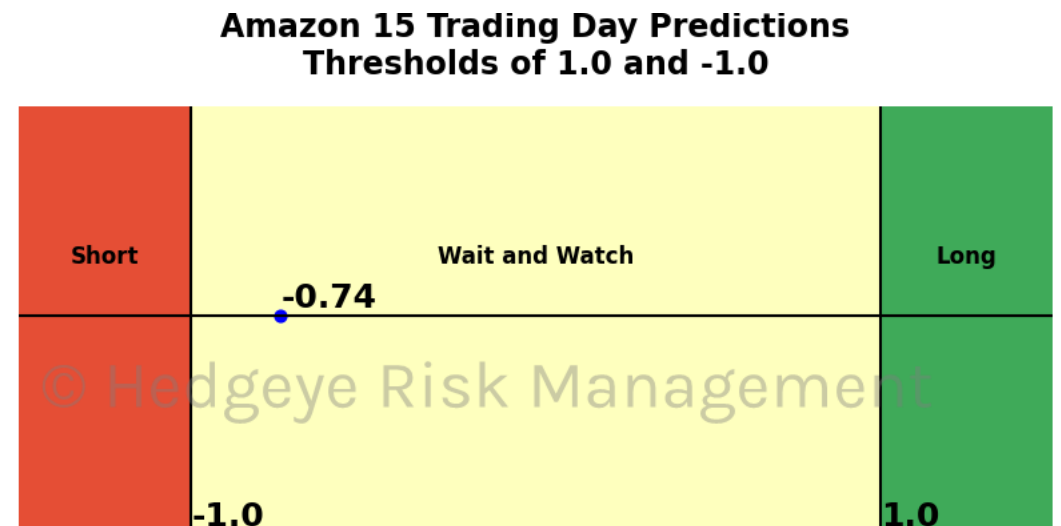 Amazon 15 Trading Day Predictions
Thresholds of 1.0 and -1.0
Short
Wait and Watch
Long
-0.74
© Hedgeye Risk Management
-1.0
1.0